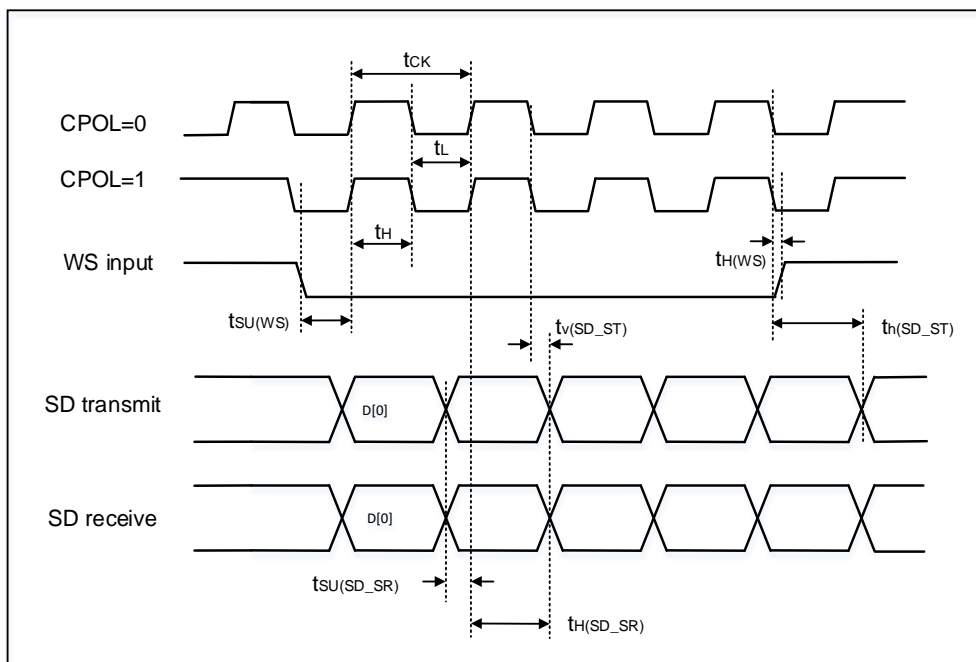 tCK
CPOL=0
tL
CPOL=1
tH
WS input
tH(WS)
tSU(WS)
tv(SD_ST)
th(SD_ST)
SD transmit
D[0]
SD receive
D[0]
tSU(SD_SR)
tH(SD_SR)